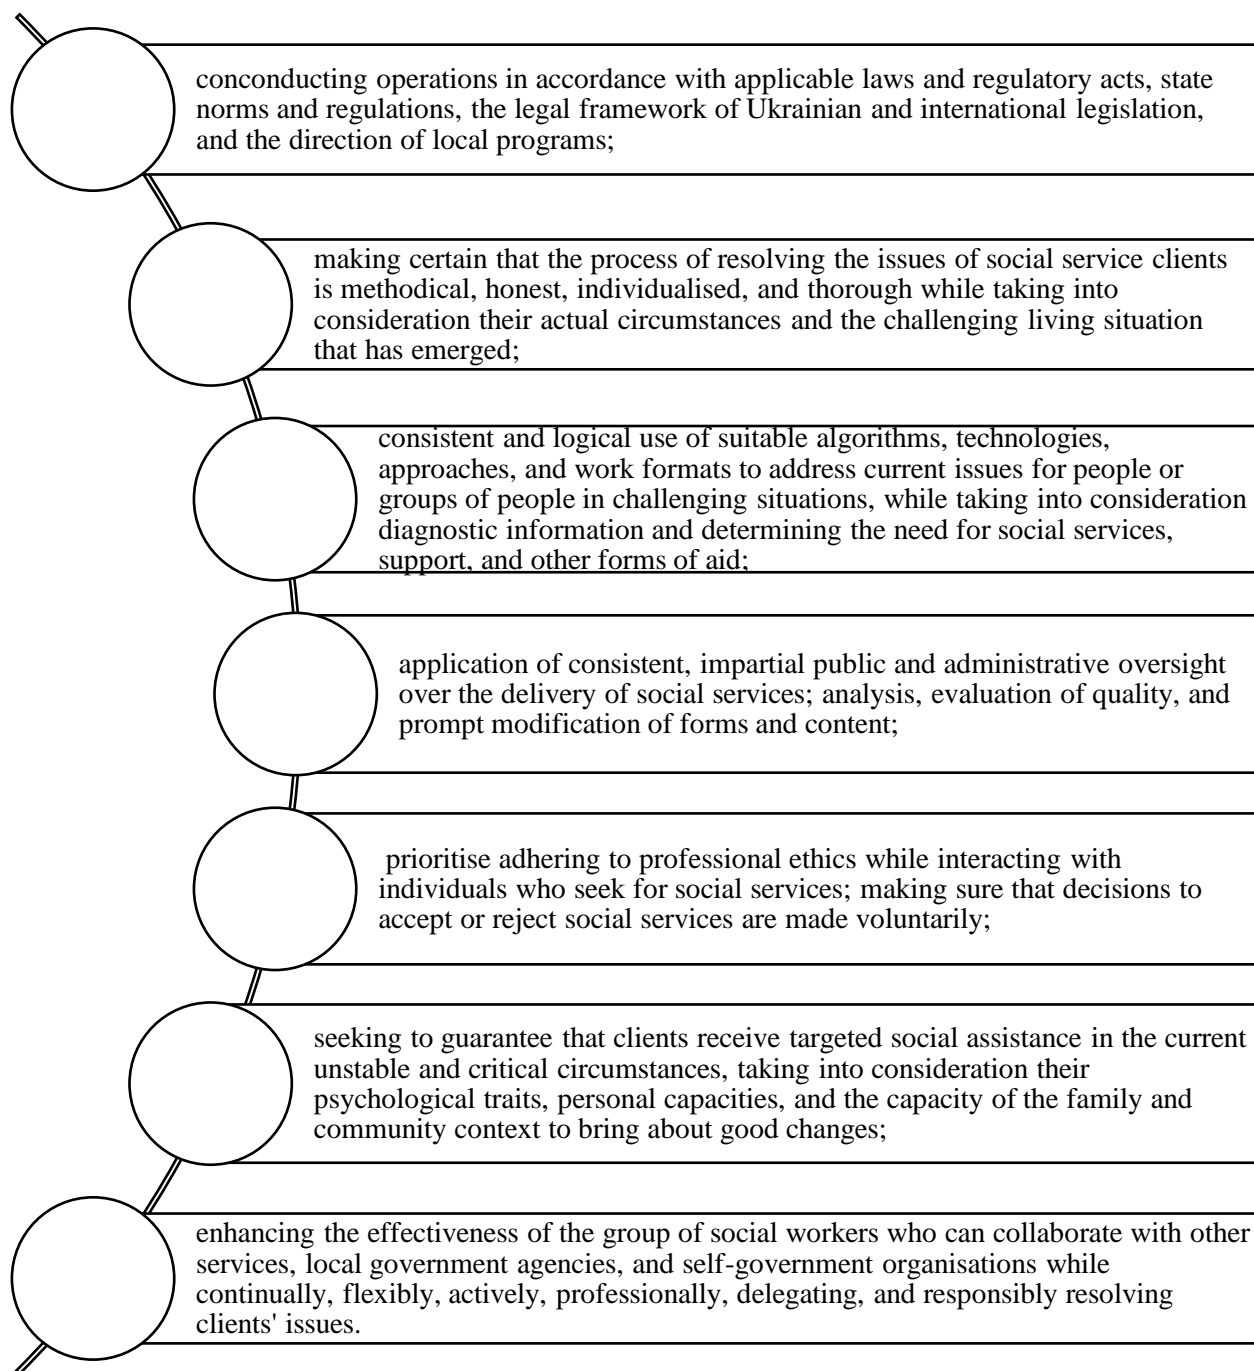 conconducting operations in accordance with applicable laws and regulatory acts, state
norms and regulations, the legal framework of Ukrainian and international legislation,
and the direction of local programs;
making certain that the process of resolving the issues of social service clients
is methodical, honest, individualised, and thorough while taking into
consideration their actual circumstances and the challenging living situation
that has emerged;
consistent and logical use of suitable algorithms, technologies,
approaches, and work formats to address current issues for people or
groups of people in challenging situations, while taking into consideration
diagnostic information and determining the need for social services,
support, and other forms of aid;
application of consistent, impartial public and administrative oversight
over the delivery of social services; analysis, evaluation of quality, and
prompt modification of forms and content;
prioritise adhering to professional ethics while interacting with
individuals who seek for social services; making sure that decisions to
accept or reject social services are made voluntarily;
seeking to guarantee that clients receive targeted social assistance in the current
unstable and critical circumstances, taking into consideration their
psychological traits, personal capacities, and the capacity of the family and
community context to bring about good changes;
enhancing the effectiveness of the group of social workers who can collaborate with other
services, local government agencies, and self-government organisations while
continually, flexibly, actively, professionally, delegating, and responsibly resolving
clients' issues.